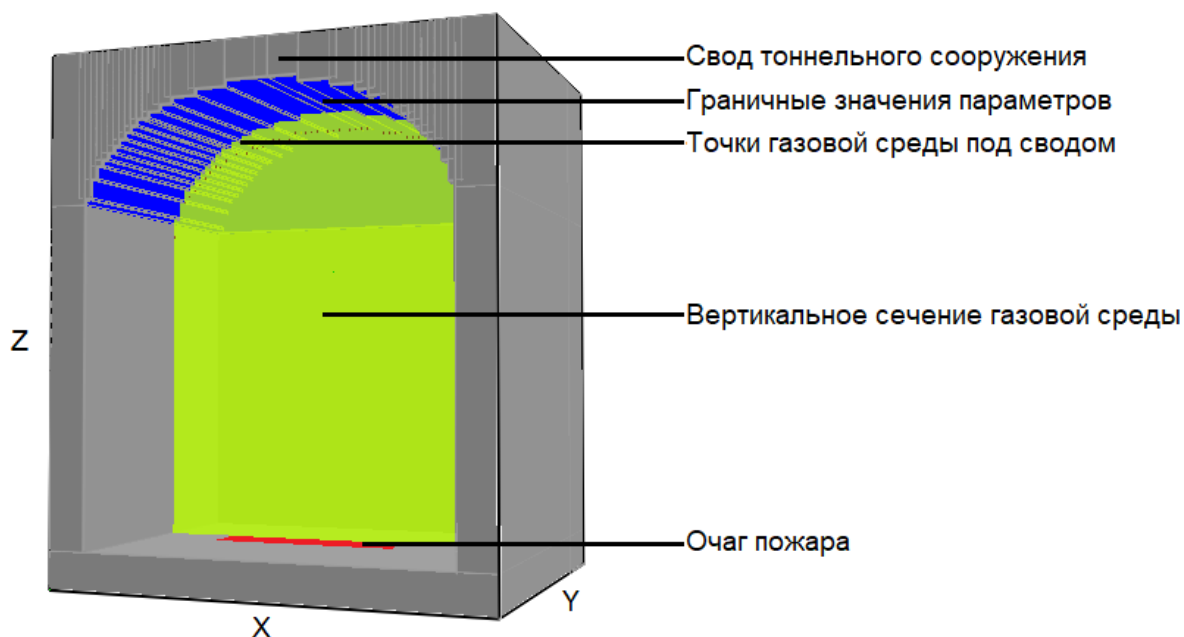 Свод тоннельного сооружения
Граничные значения параметров
Точки газовой среды под сводом
Вертикальное сечение газовой среды
Z
Очаг пожара
Y
X